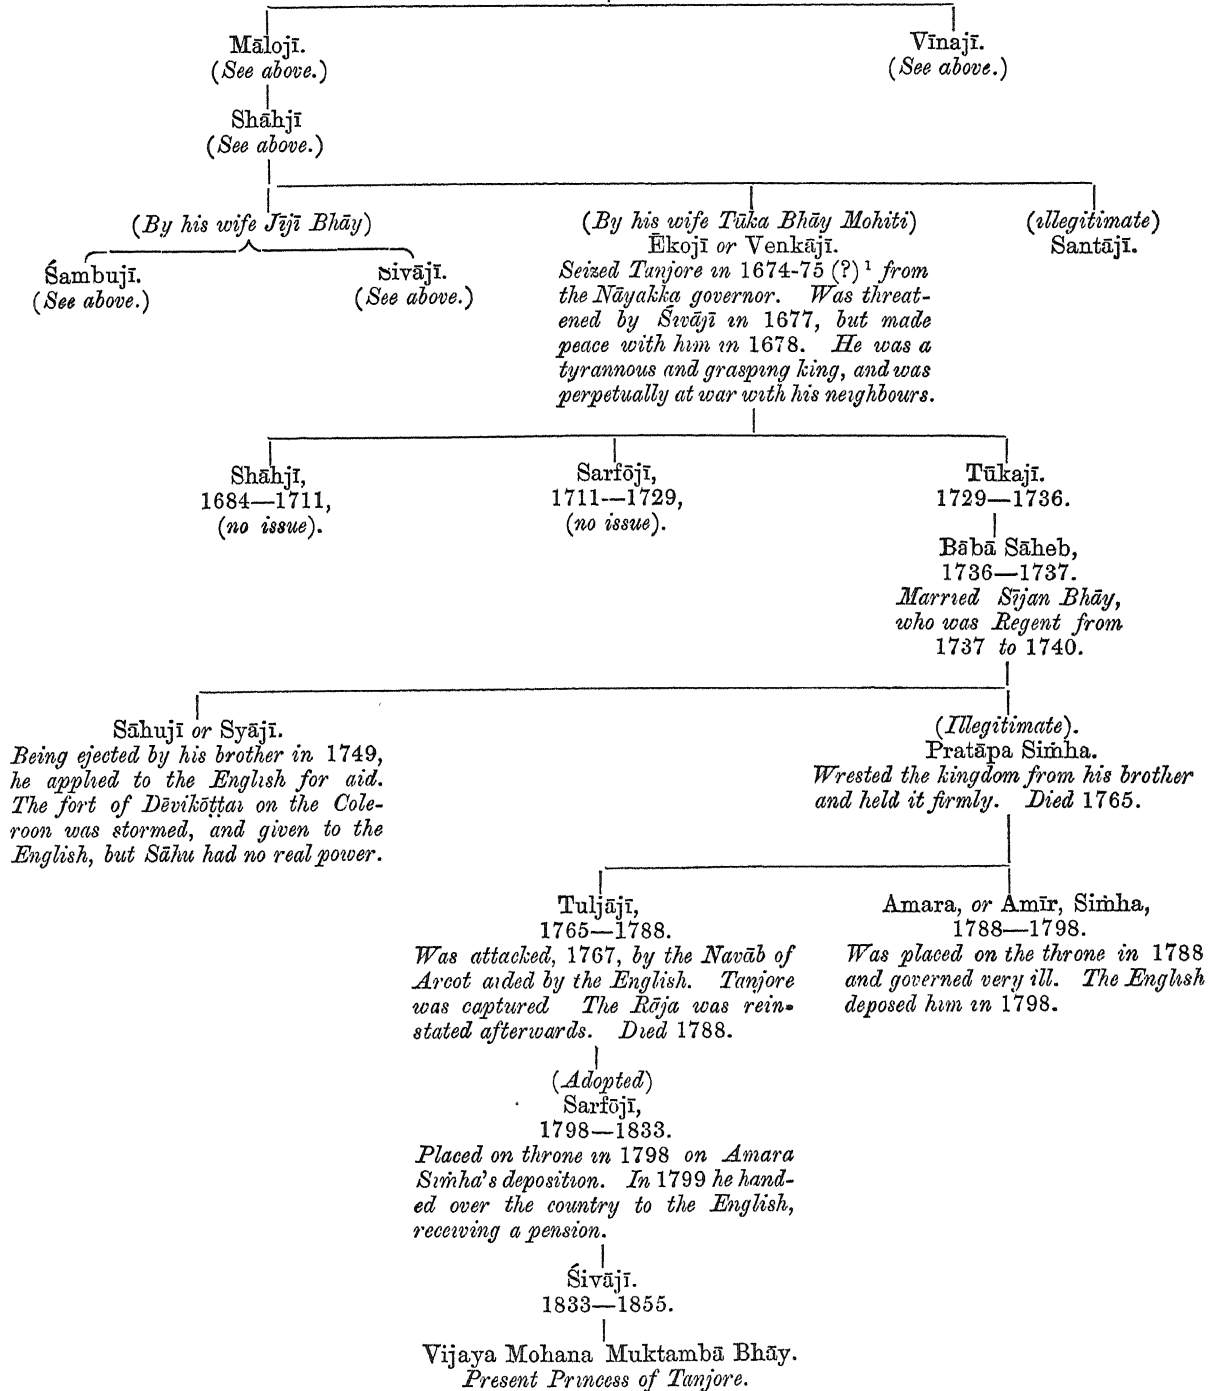 Mālojī.
(See above.)
Vīnajī.
(See above.)
Shāhjī
(See above.)
(By his wife Jījī Bhāy)
Śambujī.
(See above.)
Sivājī.
(See above.)
(By his wife Tūka Bhāy Mohiti)
Ēkojī or Venkājī.
Seized Tanjore in 1674-75 (?) ¹ from
the Nāyakka governor. Was threat-
ened by Śivājī in 1677, but made
peace with him in 1678. He was a
tyrannous and grasping king, and was
perpetually at war with his neighbours.
(illegitimate)
Santājī.
Shāhjī,
1684—1711,
(no issue).
Sarfōjī,
1711—1729,
(no issue).
Tūkajī.
1729—1736.
Bābā Sāheb,
1736—1737.
Married Sījan Bhāy,
who was Regent from
1737 to 1740.
Sāhujī or Syājī.
Being ejected by his brother in 1749,
he applied to the English for aid.
The fort of Dēvikōṭṭai on the Cole-
roon was stormed, and given to the
English, but Sāhu had no real power.
(Illegitimate).
Pratāpa Siṁha.
Wrested the kingdom from his brother
and held it firmly. Died 1765.
Tuljājī,
1765—1788.
Was attacked, 1767, by the Navāb of
Arcot aided by the English. Tanjore
was captured The Rāja was rein-
stated afterwards. Died 1788.
Amara, or Amīr, Siṁha,
1788—1798.
Was placed on the throne in 1788
and governed very ill. The English
deposed him in 1798.
(Adopted)
Sarfōjī,
1798—1833.
Placed on throne in 1798 on Amara
Siṁha's deposition. In 1799 he hand-
ed over the country to the English,
receiving a pension.
Śivājī.
1833—1855.
Vijaya Mohana Muktambā Bhāy.
Present Princess of Tanjore.